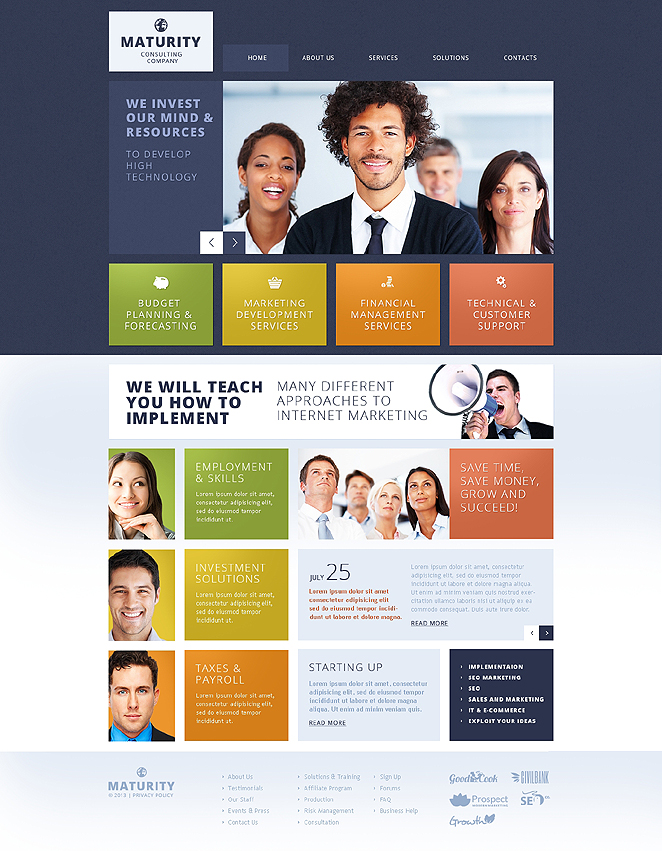 MATURITY
CONSULTING
COMPANY
HOME
ABOUT US
SERVICES
SOLUTIONS
CONTACTS
WE INVEST
OUR MIND &
RESOURCES
TO DEVELOP
HIGH
TECHNOLOGY
BUDGET
PLANNING &
FORECASTING
MARKETING
DEVELOPMENT
SERVICES
FINANCIAL
MANAGEMENT
SERVICES
TECHNICAL &
CUSTOMER
SUPPORT
WE WILL TEACH
YOU HOW TO
IMPLEMENT
MANY DIFFERENT
APPROACHES TO
INTERNET MARKETING
EMPLOYMENT
& SKILLS
Lorem ipsum dolor sit amet,
consectetur adipisicing elit,
sed do eiusmod tempor
incididunt ut.
SAVE TIME,
SAVE MONEY,
GROW AND
SUCCEED!
INVESTMENT
SOLUTIONS
Lorem ipsum dolor sit amet,
consectetur adipisicing elit,
sed do eiusmod tempor
incididunt ut.
JULY 25
Lorem ipsum dolor sit amet
consectetur adipisicing elit
sed do eiusmod tempor incidi-
dunt ut labore et dolore magna.
Lorem ipsum dolor sit amet, consectetur
adipisicing elit, sed do eiusmod tempor
incididunt ut labore et dolore magna aliqua.
Ut enim ad minim veniam quis nostrud exer-
citation ullamco laboris nisi ut aliquip ex ea
commodo consequat. Duis aute irure dolor.
READ MORE
TAXES &
PAYROLL
Lorem ipsum dolor sit amet,
consectetur adipisicing elit,
sed do eiusmod tempor
incididunt ut.
STARTING UP
Lorem ipsum dolor sit amet, consectetur
adipisicing elit, sed do eiusmod tempor
incididunt ut labore et dolore magna
aliqua. Ut enim ad minim veniam quis.
READ MORE
IMPLEMENTAION
SEO MARKETING
SEO
SALES AND MARKETING
IT & E-COMMERCE
EXPLOIT YOUR IDEAS
MATURITY
© 2013 | PRIVACY POLICY
About Us
Testimonials
Our Staff
Events & Press
Contact Us
Solutions & Training
Affiliate Program
Production
Risk Management
Consultation
Sign Up
Forums
FAQ
Business Help
Good Cook
CIVILBANK
Prospect
SEO
Growth